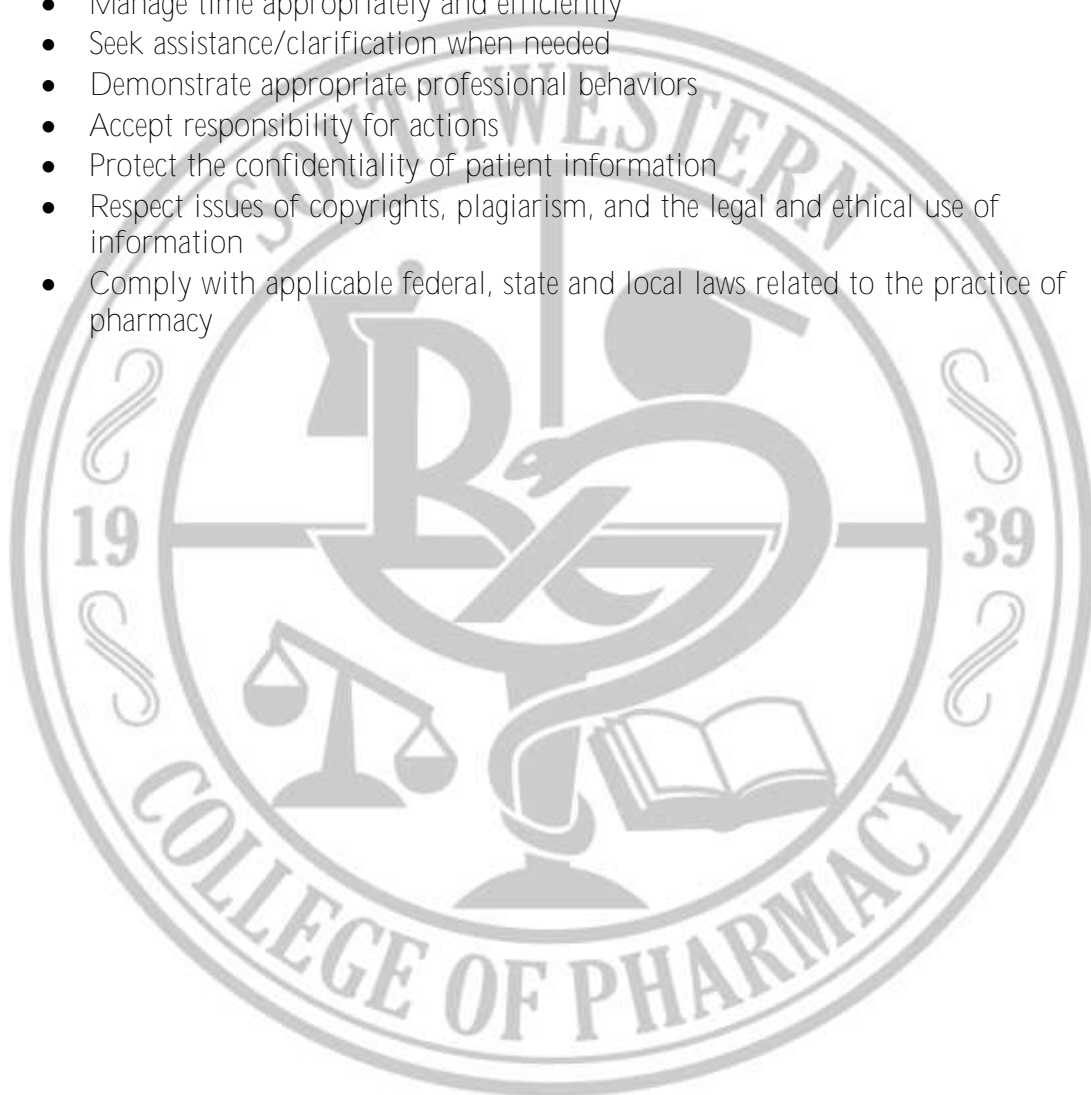 • Manage time appropriately and efficiently
• Seek assistance/clarification when needed
• Demonstrate appropriate professional behaviors
• Accept responsibility for actions
• Protect the confidentiality of patient information
• Respect issues of copyrights, plagiarism, and the legal and ethical use of
information
• Comply with applicable federal, state and local laws related to the practice of
pharmacy
SOUTHWESTERN
Rx
19
39
COLLEGE OF PHARMACY